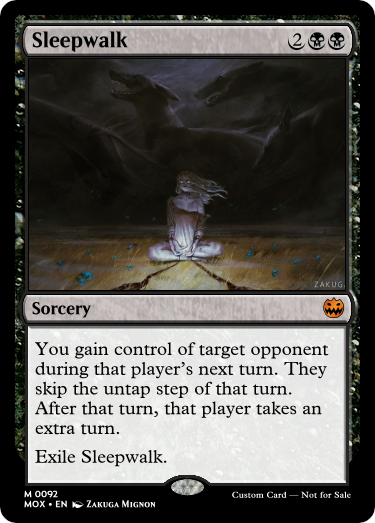 Sleepwalk 2
ZAKUG
Sorcery
You gain control of target opponent
during that player's next turn. They
skip the untap step of that turn.
After that turn, that player takes an
extra turn.
Exile Sleepwalk.
M 0092
MOX • EN Zakuga Mignon
Custom Card — Not for Sale